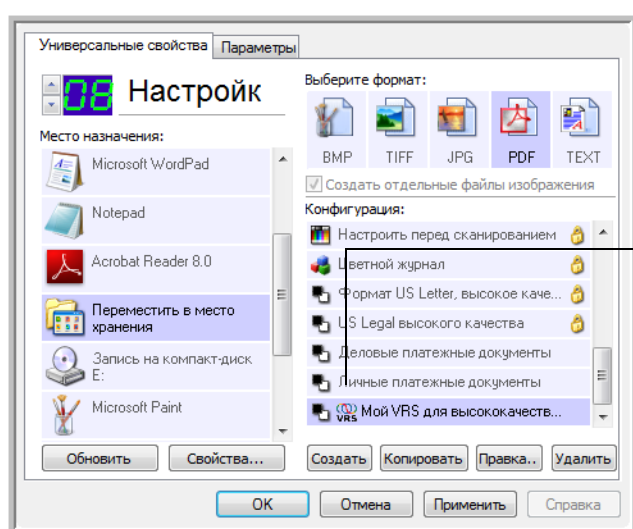 Универсальные свойства Параметры
08 Настройк
Место назначения:
Microsoft WordPad
Notepad
Acrobat Reader 8.0
Переместить в место
хранения
Запись на компакт-диск
E:
Microsoft Paint
Обновить Свойства...
Выберите формат:
BMP TIFF JPG PDF TEXT
Создать отдельные файлы изображения
Конфигурация:
Настроить перед сканированием
Цветной журнал
Формат US Letter, высокое каче...
US Legal высокого качества
Деловые платежные документы
Личные платежные документы
VRS Мой VRS для высококачеств...
Создать Копировать Правка.. Удалить
OK Отмена Применить Справка